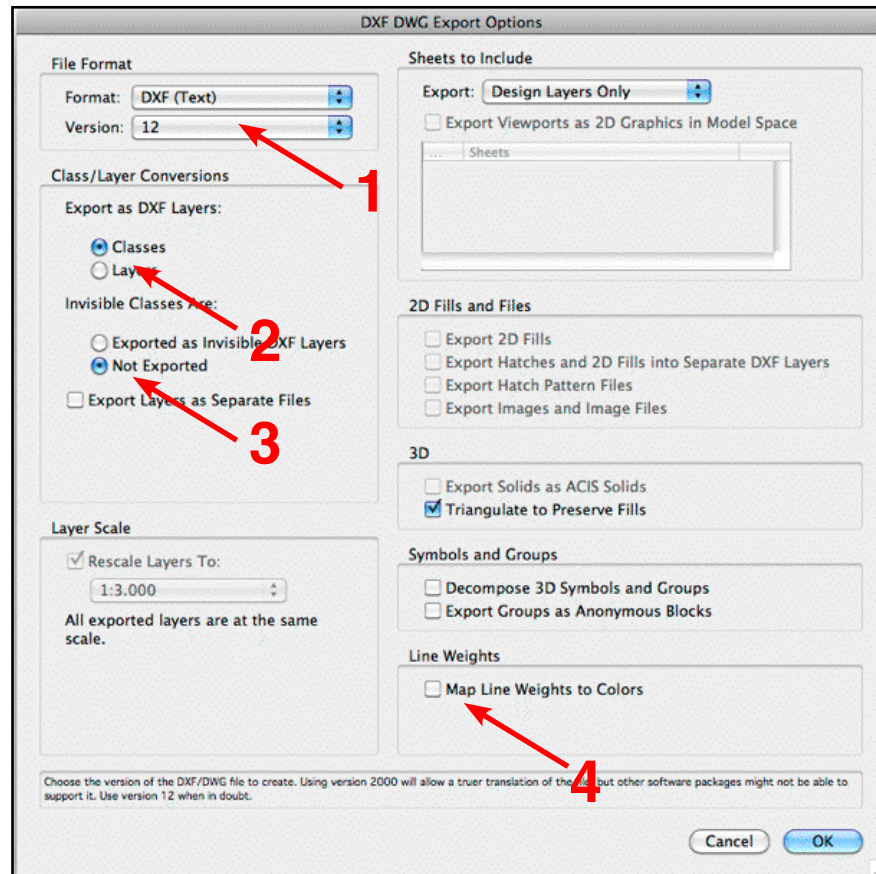 DXF DWG Export Options
File Format
Format: DXF (Text)
Version: 12
1
Class/Layer Conversions
Export as DXF Layers:
Classes
Layers
2
Invisible Classes Are:
Exported as Invisible DXF Layers
Not Exported
Export Layers as Separate Files
3
Layer Scale
Rescale Layers To:
1:3.000
All exported layers are at the same
scale.
Sheets to Include
Export: Design Layers Only
Export Viewports as 2D Graphics in Model Space
... Sheets
2D Fills and Files
Export 2D Fills
Export Hatches and 2D Fills into Separate DXF Layers
Export Hatch Pattern Files
Export Images and Image Files
3D
Export Solids as ACIS Solids
Triangulate to Preserve Fills
Symbols and Groups
Decompose 3D Symbols and Groups
Export Groups as Anonymous Blocks
Line Weights
Map Line Weights to Colors
4
Choose the version of the DXF/DWG file to create. Using version 2000 will allow a truer translation of the file but other software packages might not be able to
support it. Use version 12 when in doubt.
Cancel OK